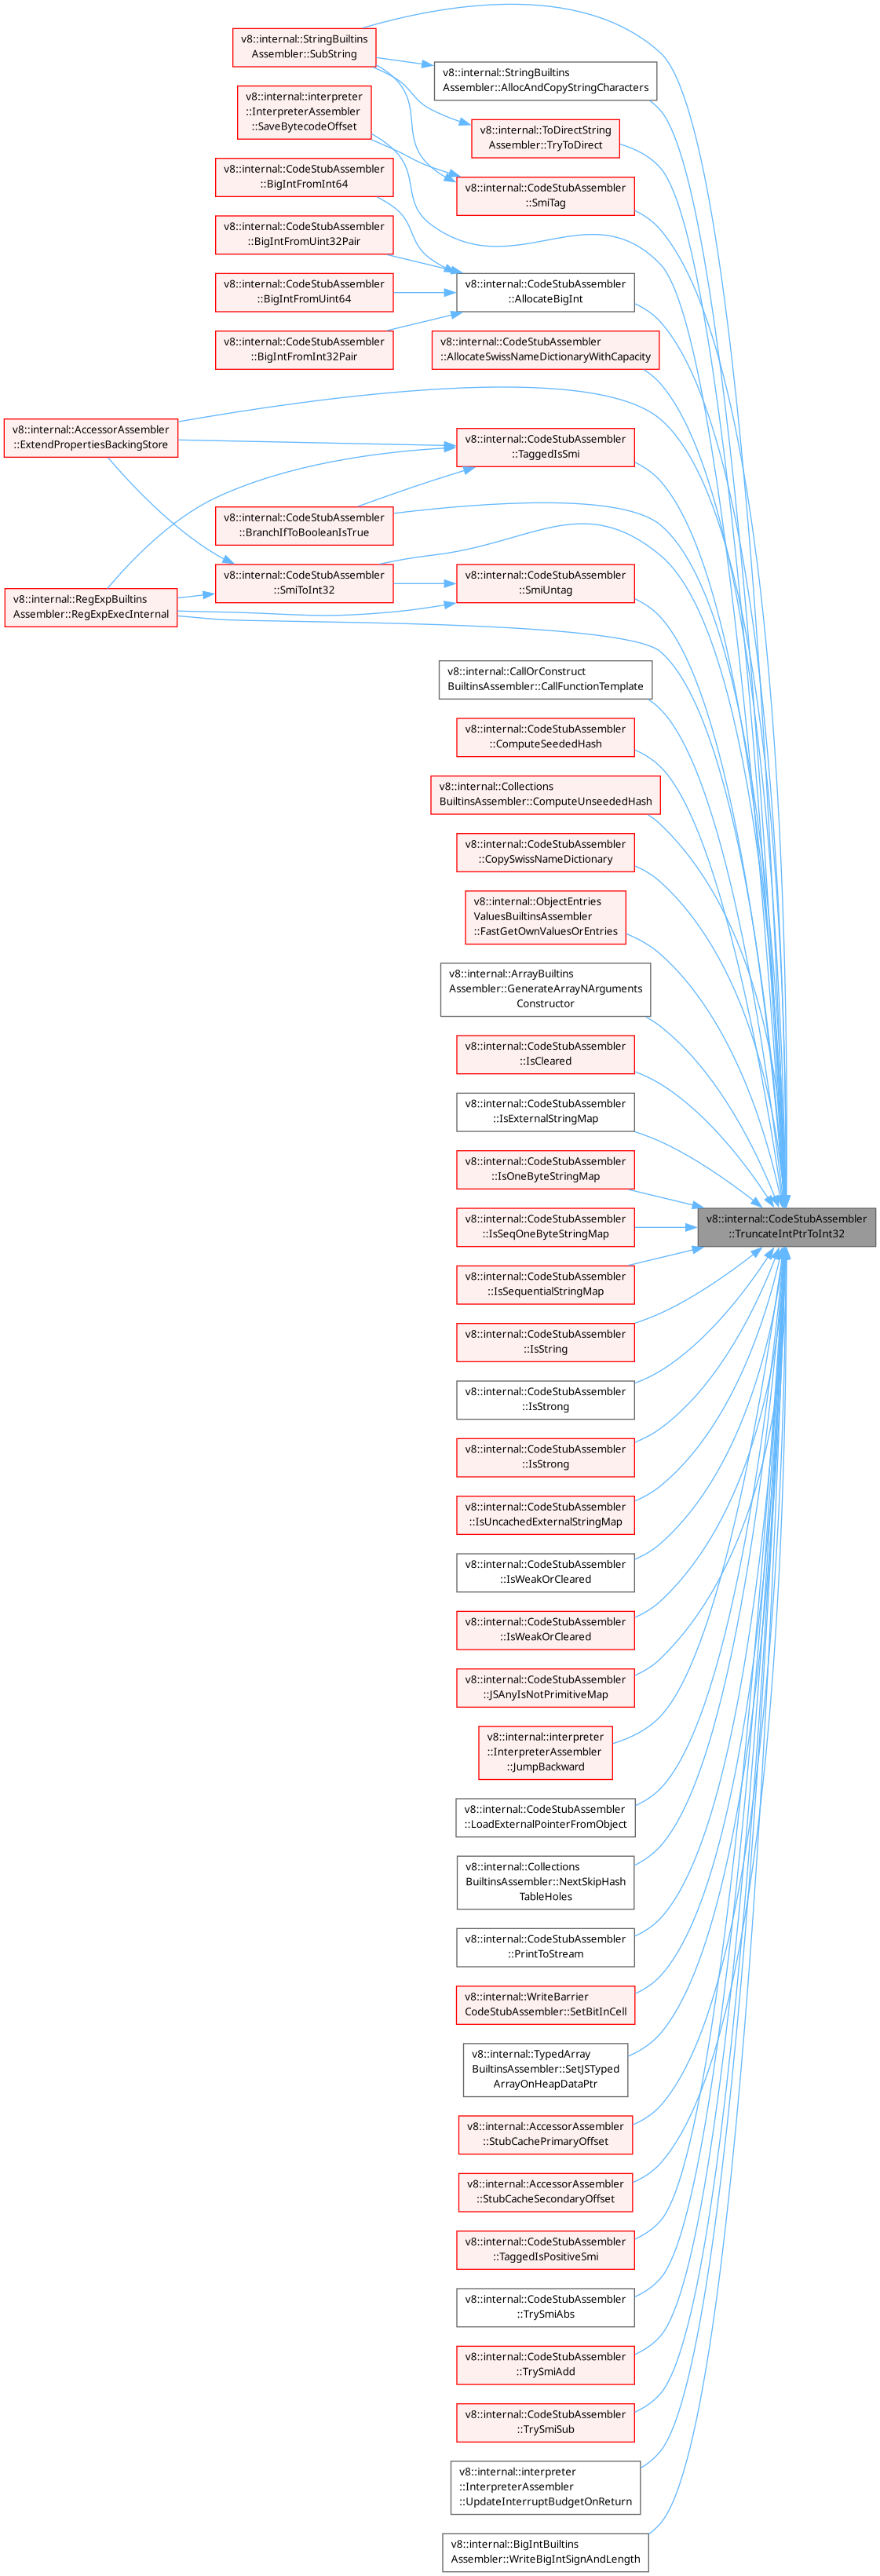 v8::internal::StringBuiltins
Assembler::SubString
v8::internal::StringBuiltins
Assembler::AllocAndCopyStringCharacters
v8::internal::interpreter
::InterpreterAssembler
::SaveBytecodeOffset
v8::internal::ToDirectString
Assembler::TryToDirect
v8::internal::CodeStubAssembler
::BigIntFromInt64
v8::internal::CodeStubAssembler
::SmiTag
v8::internal::CodeStubAssembler
::BigIntFromUint32Pair
v8::internal::CodeStubAssembler
::BigIntFromUint64
v8::internal::CodeStubAssembler
::AllocateBigInt
v8::internal::CodeStubAssembler
::BigIntFromInt32Pair
v8::internal::CodeStubAssembler
::AllocateSwissNameDictionaryWithCapacity
v8::internal::AccessorAssembler
::ExtendPropertiesBackingStore
v8::internal::CodeStubAssembler
::TaggedIsSmi
v8::internal::CodeStubAssembler
::BranchIfToBooleanIsTrue
v8::internal::CodeStubAssembler
::SmiToInt32
v8::internal::CodeStubAssembler
::SmiUntag
v8::internal::RegExpBuiltins
Assembler::RegExpExecInternal
v8::internal::CallOrConstruct
BuiltinsAssembler::CallFunctionTemplate
v8::internal::CodeStubAssembler
::ComputeSeededHash
v8::internal::Collections
BuiltinsAssembler::ComputeUnseededHash
v8::internal::CodeStubAssembler
::CopySwissNameDictionary
v8::internal::ObjectEntries
ValuesBuiltinsAssembler
::FastGetOwnValuesOrEntries
v8::internal::ArrayBuiltins
Assembler::GenerateArrayNArguments
Constructor
v8::internal::CodeStubAssembler
::IsCleared
v8::internal::CodeStubAssembler
::IsExternalStringMap
v8::internal::CodeStubAssembler
::IsOneByteStringMap
v8::internal::CodeStubAssembler
::IsSeqOneByteStringMap
v8::internal::CodeStubAssembler
::TruncateIntPtrToInt32
v8::internal::CodeStubAssembler
::IsSequentialStringMap
v8::internal::CodeStubAssembler
::IsString
v8::internal::CodeStubAssembler
::IsStrong
v8::internal::CodeStubAssembler
::IsStrong
v8::internal::CodeStubAssembler
::IsUncachedExternalStringMap
v8::internal::CodeStubAssembler
::IsWeakOrCleared
v8::internal::CodeStubAssembler
::IsWeakOrCleared
v8::internal::CodeStubAssembler
::JSAnyIsNotPrimitiveMap
v8::internal::interpreter
::InterpreterAssembler
::JumpBackward
v8::internal::CodeStubAssembler
::LoadExternalPointerFromObject
v8::internal::Collections
BuiltinsAssembler::NextSkipHash
TableHoles
v8::internal::CodeStubAssembler
::PrintToStream
v8::internal::WriteBarrier
CodeStubAssembler::SetBitInCell
v8::internal::TypedArray
BuiltinsAssembler::SetJSTyped
ArrayOnHeapDataPtr
v8::internal::AccessorAssembler
::StubCachePrimaryOffset
v8::internal::AccessorAssembler
::StubCacheSecondaryOffset
v8::internal::CodeStubAssembler
::TaggedIsPositiveSmi
v8::internal::CodeStubAssembler
::TrySmiAbs
v8::internal::CodeStubAssembler
::TrySmiAdd
v8::internal::CodeStubAssembler
::TrySmiSub
v8::internal::interpreter
::InterpreterAssembler
::UpdateInterruptBudgetOnReturn
v8::internal::BigIntBuiltins
Assembler::WriteBigIntSignAndLength